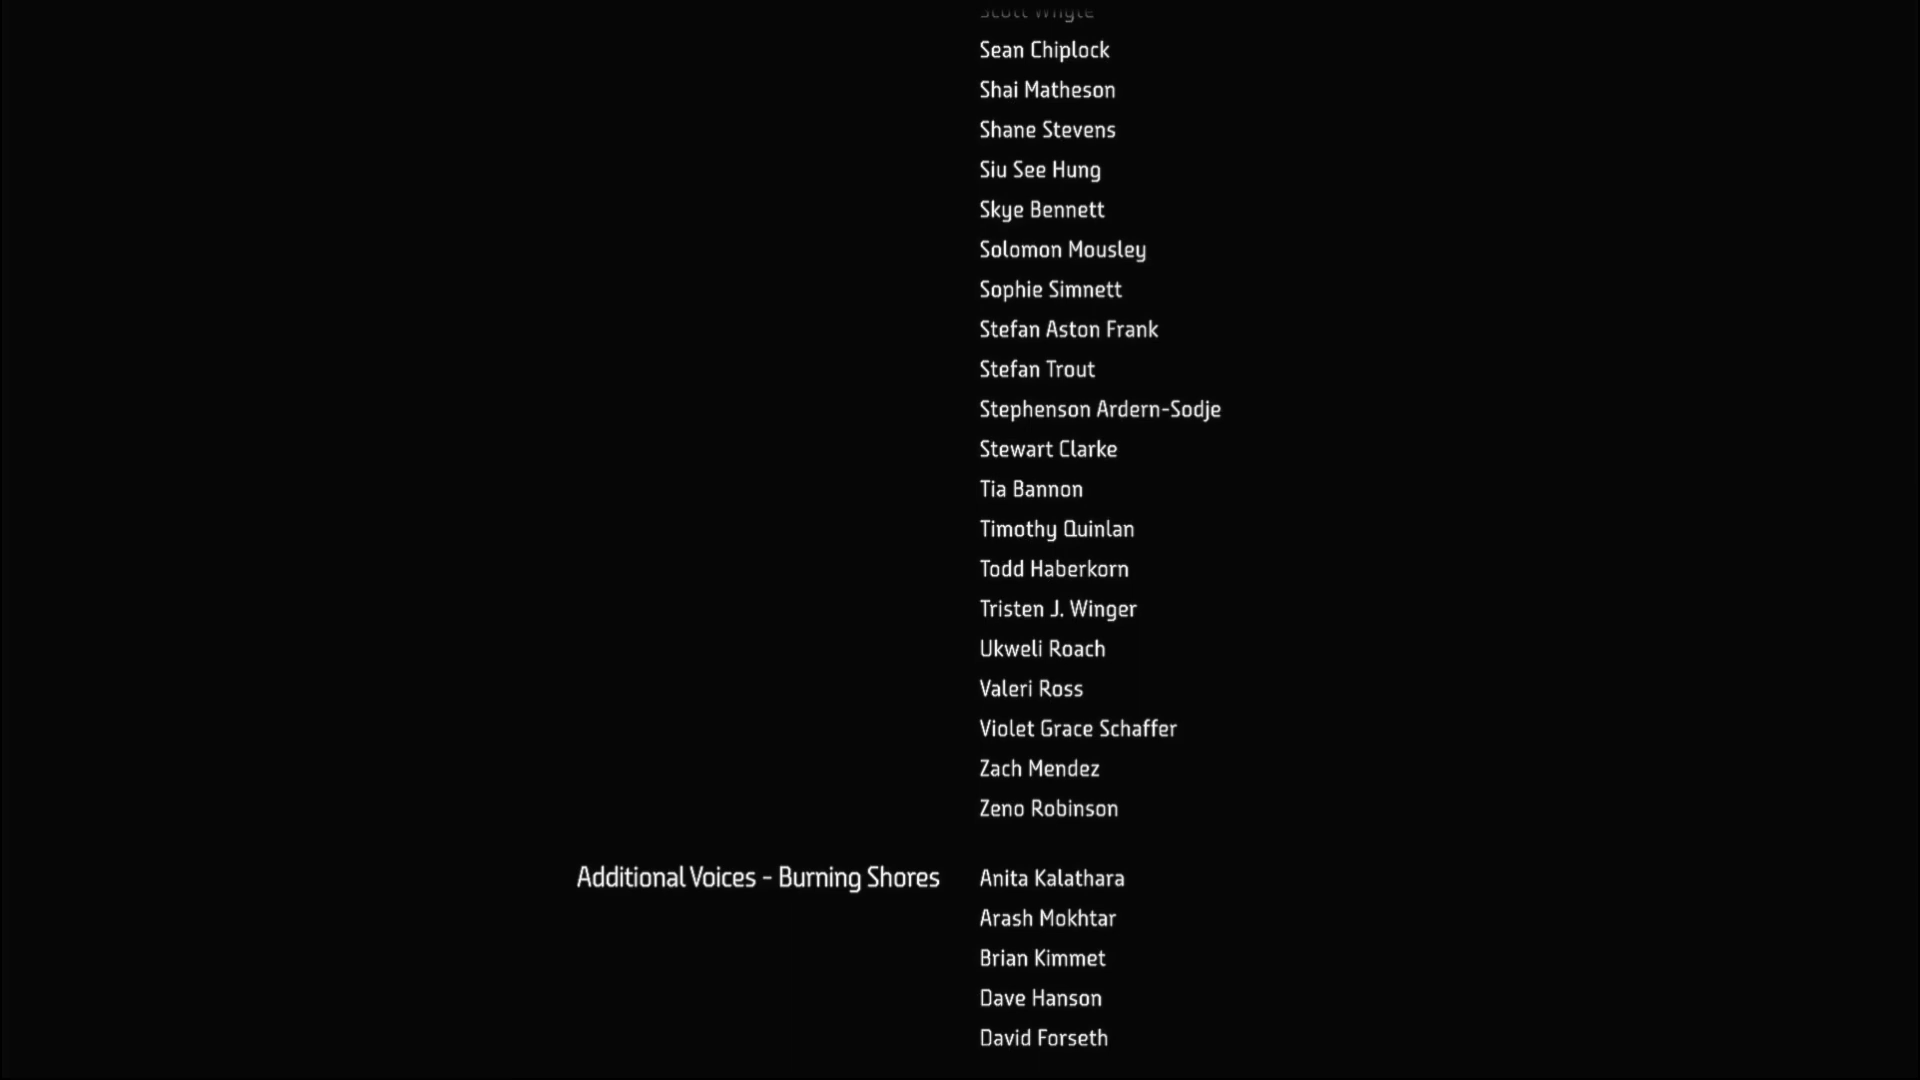 Scott Whyte
Sean Chiplock
Shai Matheson
Shane Stevens
Siu See Hung
Skye Bennett
Solomon Mousley
Sophie Simnett
Stefan Aston Frank
Stefan Trout
Stephenson Ardern-Sodje
Stewart Clarke
Tia Bannon
Timothy Quinlan
Todd Haberkorn
Tristen J. Winger
Ukweli Roach
Valeri Ross
Violet Grace Schaffer
Zach Mendez
Zeno Robinson
Additional Voices - Burning Shores Anita Kalathara
Arash Mokhtar
Brian Kimmet
Dave Hanson
David Forseth